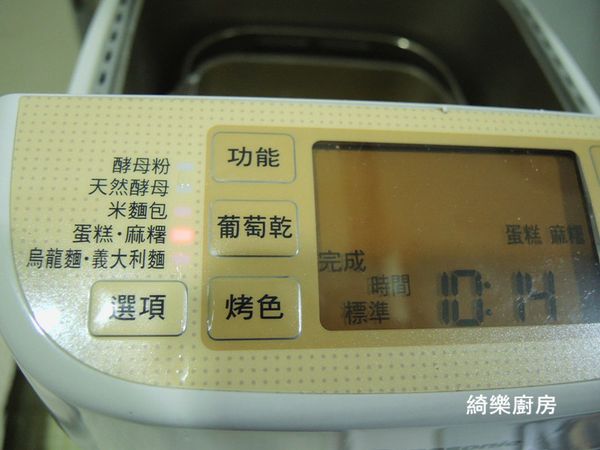 酵母粉
天然酵母
米麵包
蛋糕・麻糬
烏龍麵・義大利麵
選項
功能
葡萄乾
烤色
蛋糕 麻糬
完成
時間
標準
10:14
綺樂廚房
Panasonic